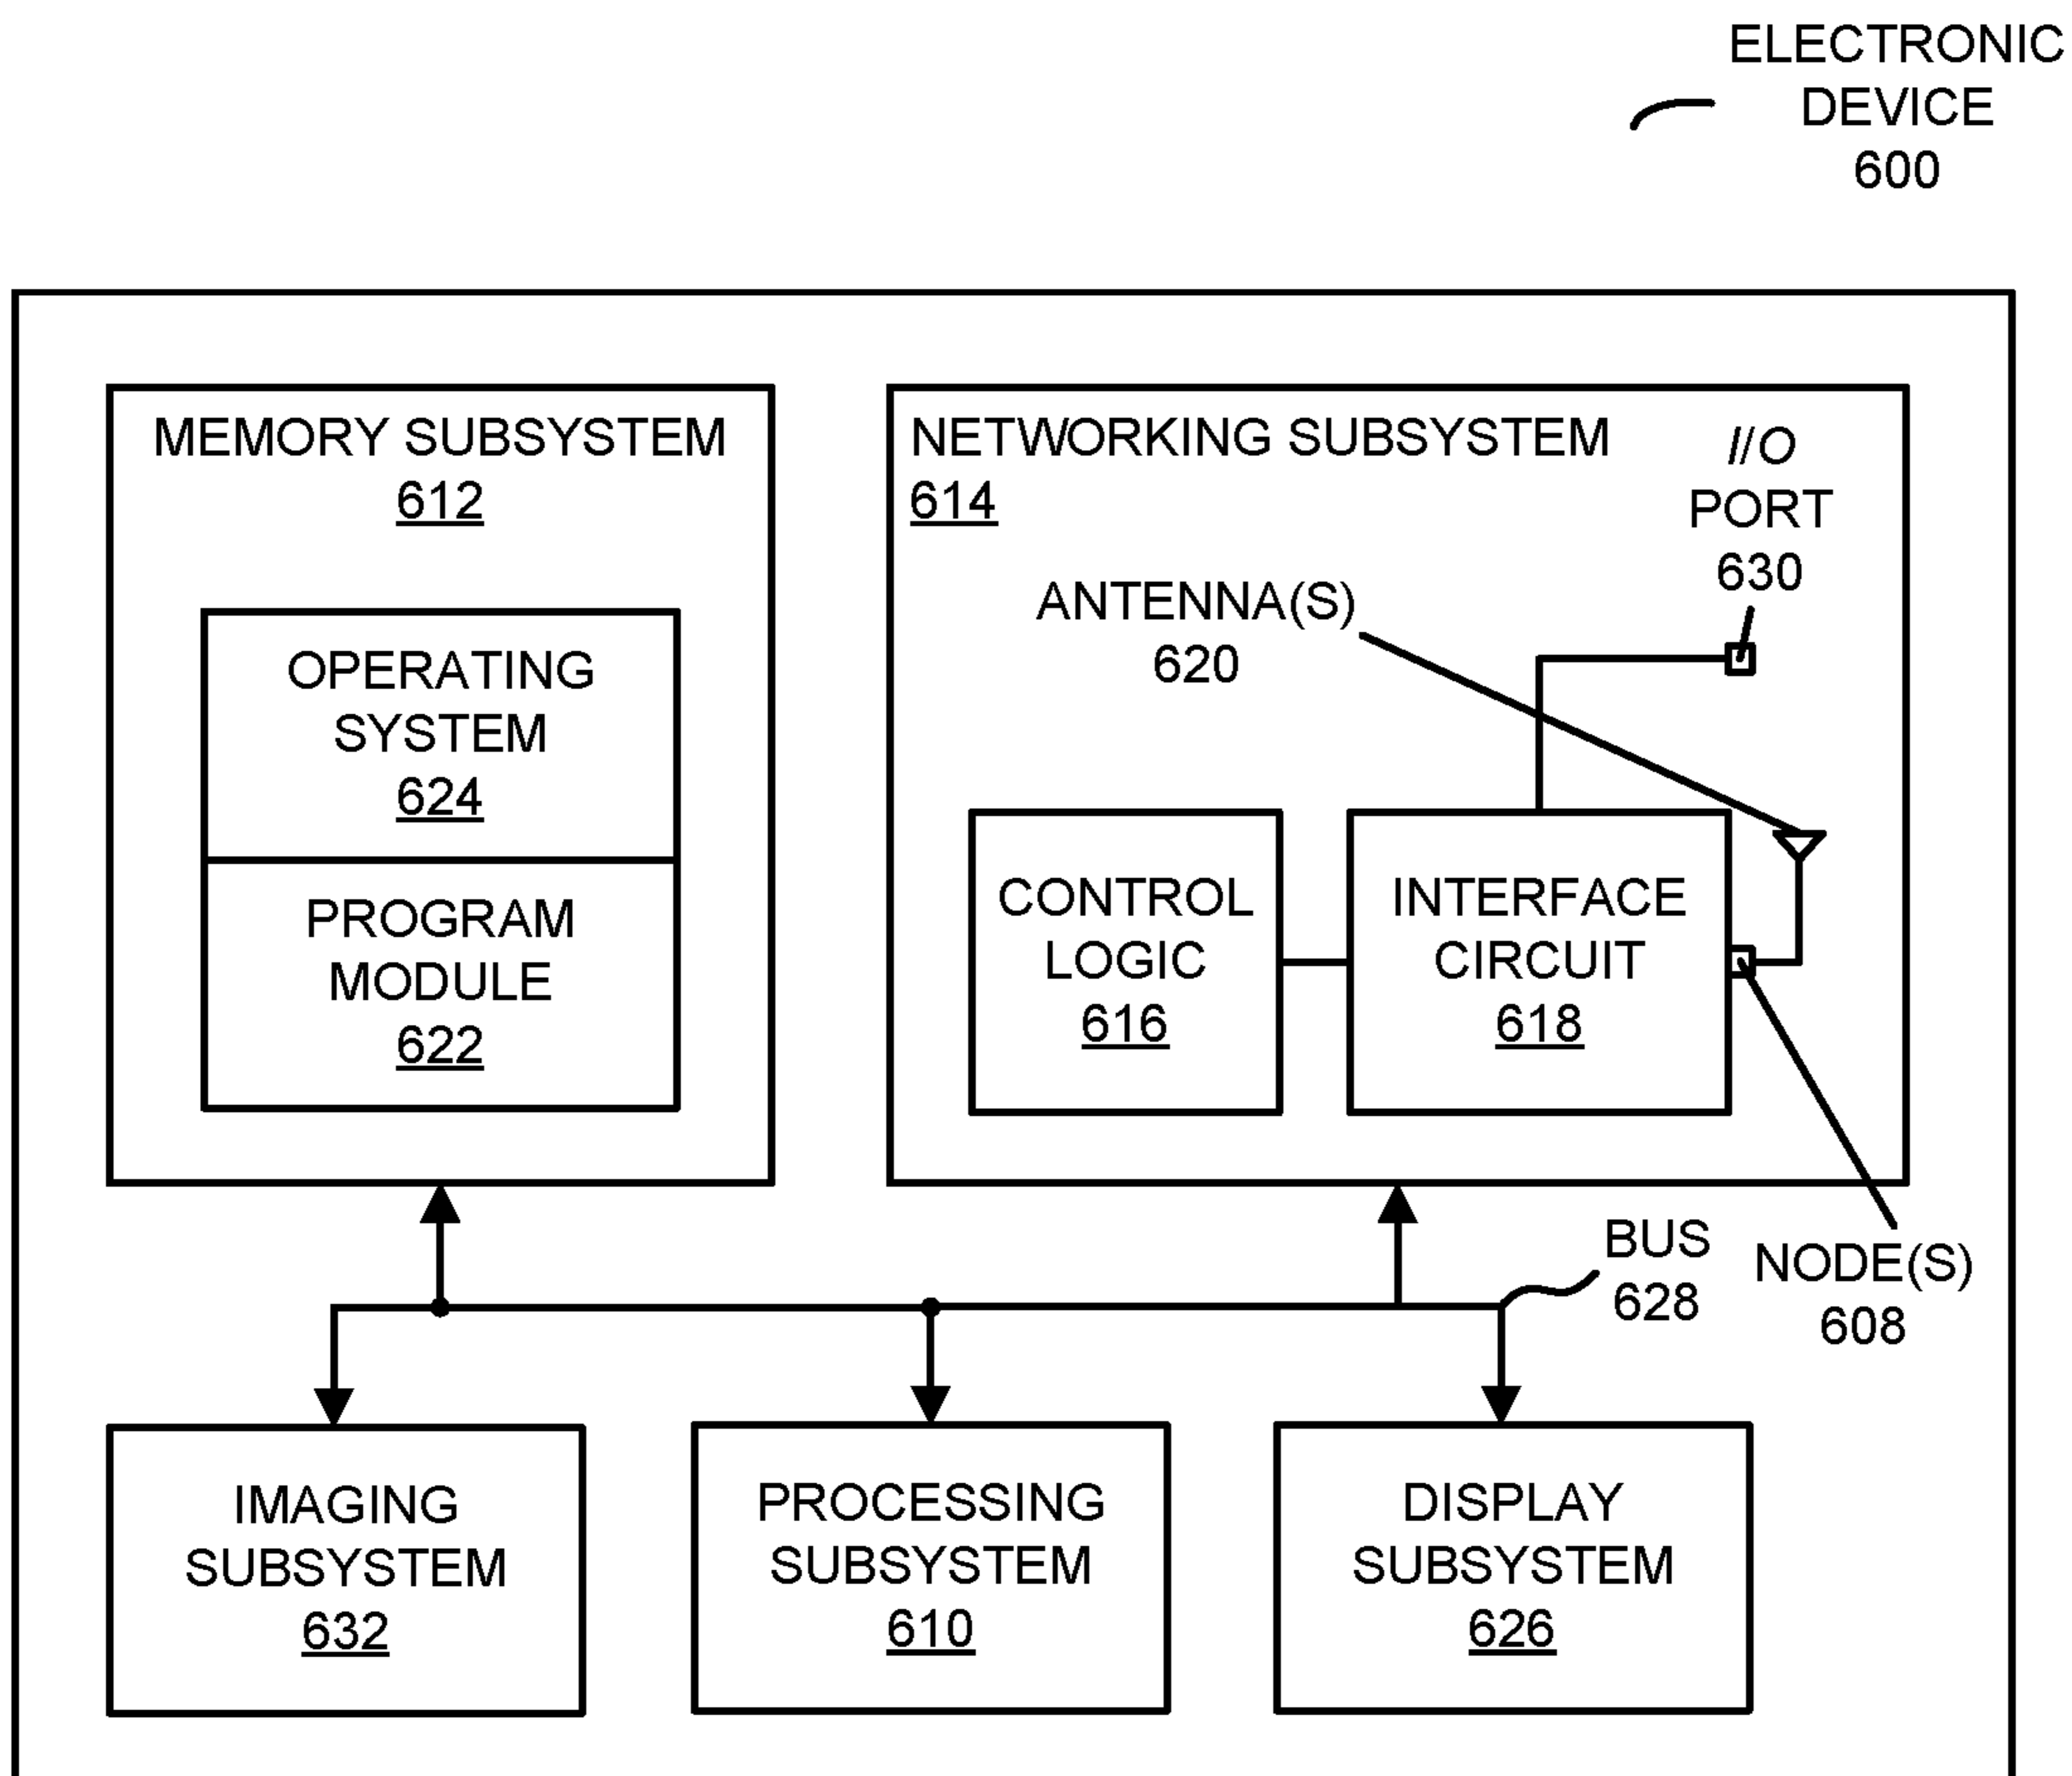 ELECTRONIC
DEVICE
600
MEMORY SUBSYSTEM
612
OPERATING
SYSTEM
624
PROGRAM
MODULE
622
NETWORKING SUBSYSTEM
614
I/O
PORT
630
ANTENNA(S)
620
CONTROL
LOGIC
616
INTERFACE
CIRCUIT
618
BUS
628
NODE(S)
608
IMAGING
SUBSYSTEM
632
PROCESSING
SUBSYSTEM
610
DISPLAY
SUBSYSTEM
626